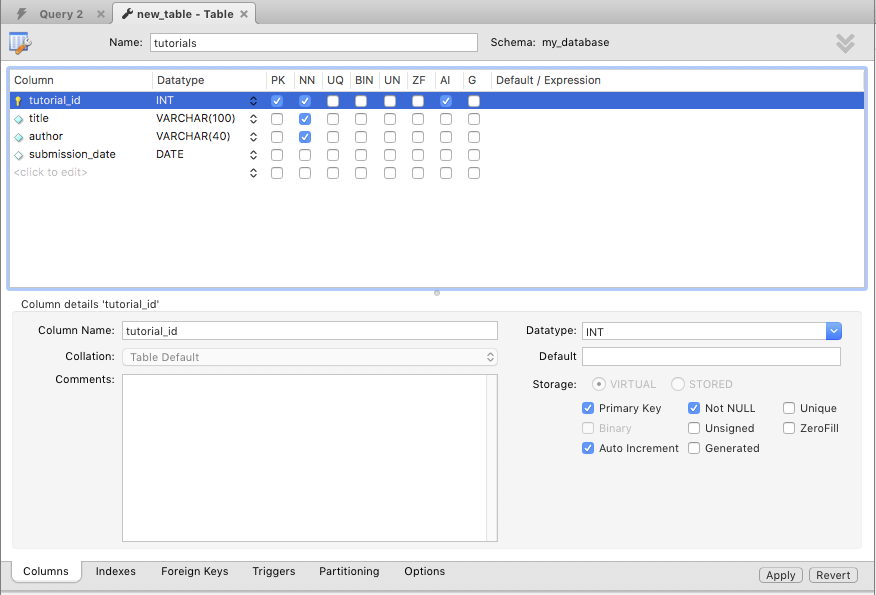 Query 2 new_table - Table
Name: tutorials Schema: my_database
Column Datatype PK NN UQ BIN UN ZF AI G Default / Expression
tutorial_id INT
title VARCHAR(100)
author VARCHAR(40)
submission_date DATE
<click to edit>
Column details 'tutorial_id'
Column Name: tutorial_id Datatype: INT
Collation: Table Default Default
Comments: Storage: VIRTUAL STORED
Primary Key Not NULL Unique
Binary Unsigned ZeroFill
Auto Increment Generated
Columns Indexes Foreign Keys Triggers Partitioning Options Apply Revert